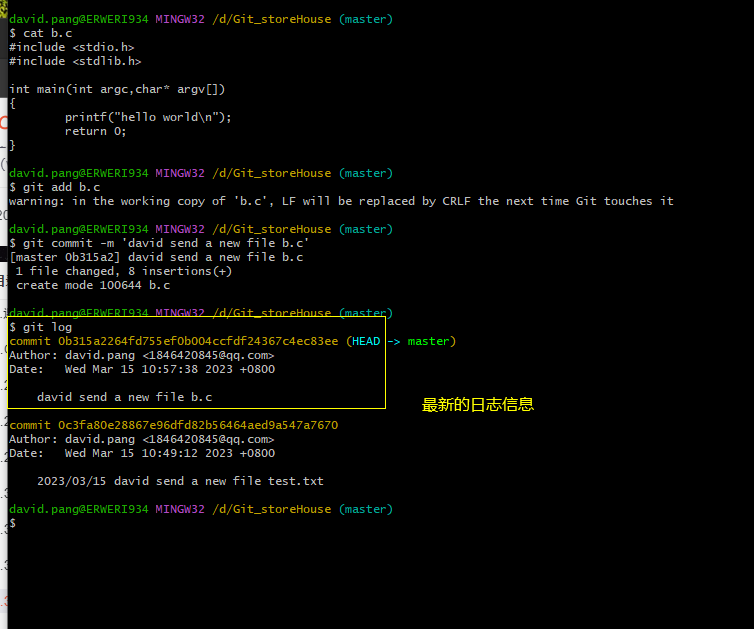 david.pang@ERWERI934 MINGW32 /d/Git_storeHouse (master)
$ cat b.c
#include <stdio.h>
#include <stdlib.h>
int main(int argc,char* argv[])
{
printf("hello world\n");
return 0;
}
david.pang@ERWERI934 MINGW32 /d/Git_storeHouse (master)
$ git add b.c
warning: in the working copy of 'b.c', LF will be replaced by CRLF the next time Git touches it
david.pang@ERWERI934 MINGW32 /d/Git_storeHouse (master)
$ git commit -m 'david send a new file b.c'
[master 0b315a2] david send a new file b.c
1 file changed, 8 insertions(+)
create mode 100644 b.c
david.pang@ERWERI934 MINGW32 /d/Git_storeHouse (master)
$ git log
commit 0b315a2264fd755ef0b004ccfdf24367c4ec83ee (HEAD -> master)
Author: david.pang <1846420845@qq.com>
Date:   Wed Mar 15 10:57:38 2023 +0800
david send a new file b.c
最新的日志信息
commit 0c3fa80e28867e96dfd82b56464aed9a547a7670
Author: david.pang <1846420845@qq.com>
Date:   Wed Mar 15 10:49:12 2023 +0800
2023/03/15 david send a new file test.txt
david.pang@ERWERI934 MINGW32 /d/Git_storeHouse (master)
$